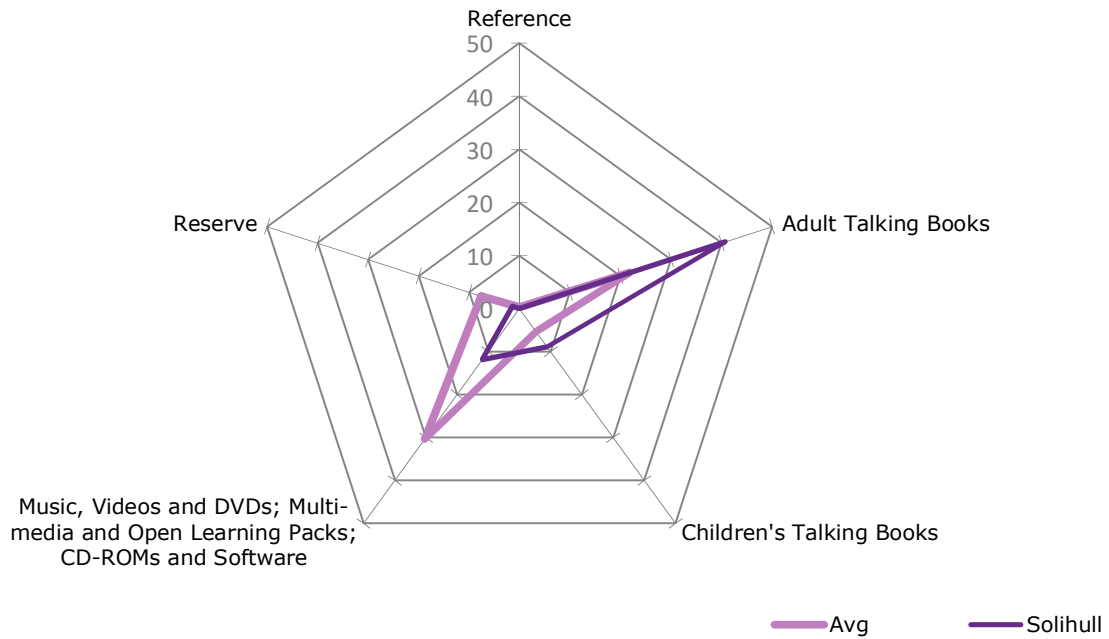 Reference
50
40
30
20
10
0
Adult Talking Books
Reserve
Music, Videos and DVDs; Multi-
media and Open Learning Packs;
CD-ROMs and Software
Children's Talking Books
Avg
Solihull